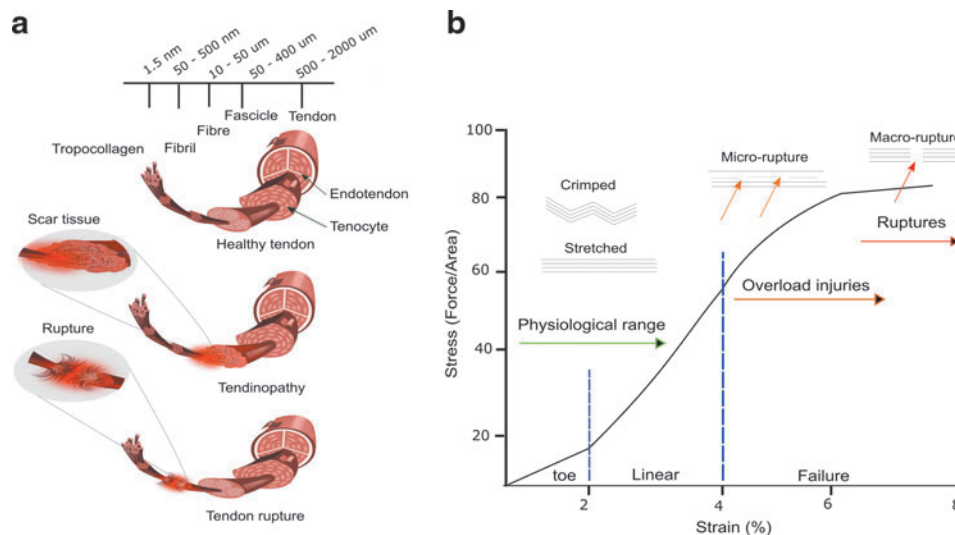 a
1.5 nm
50 - 500 nm
10 - 50 um
50 - 400 um
500 - 2000 um
Tropocollagen
Fibril
Fibre
Fascicle
Tendon
Endotendon
Tenocyte
Healthy tendon
Scar tissue
Tendinopathy
Rupture
Tendon rupture
b
Stress (Force/Area)
100
80
60
40
20
Crimped
Stretched
Micro-rupture
Macro-rupture
Ruptures
Overload injuries
Physiological range
toe
Linear
Failure
2
4
6
8
Strain (%)